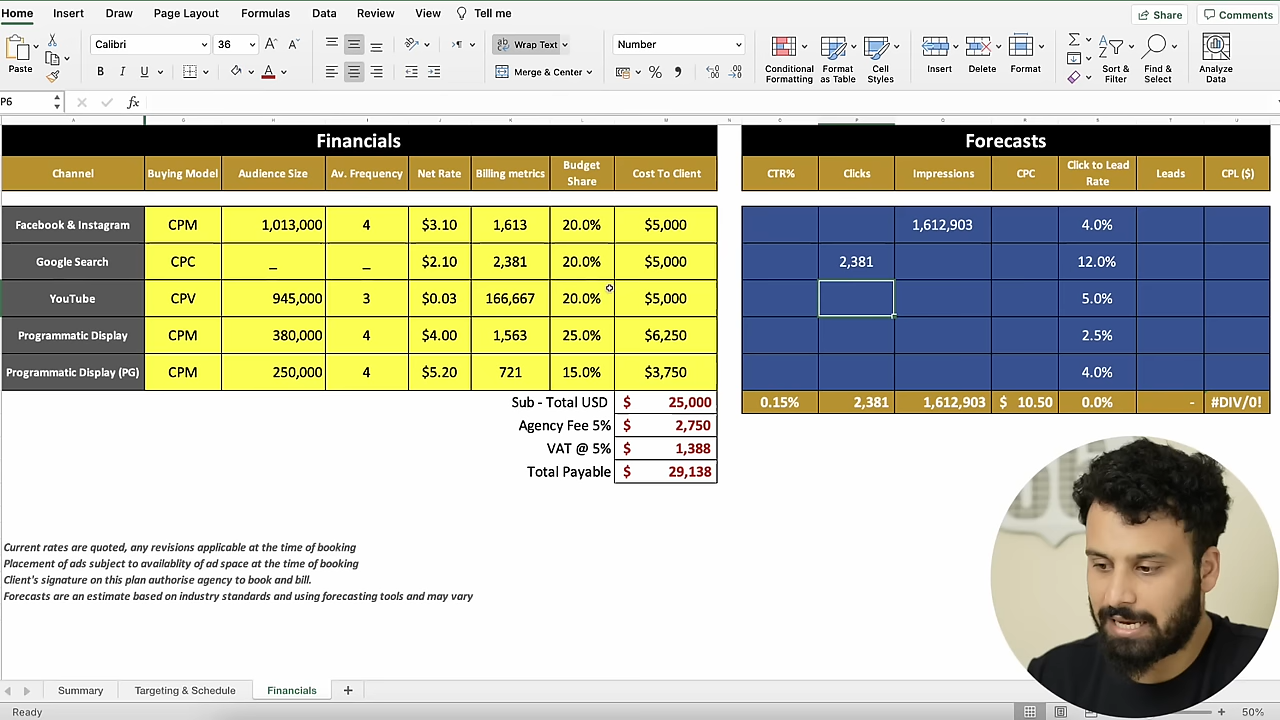 Home Insert Draw Page Layout Formulas Data Review View Tell me Share Comments
Paste Calibri 36 A A Wrap Text Number Conditional Formatting Format as Table Cell Styles Insert Delete Format Sort & Filter Find & Select Analyze Data
B I U A Merge & Center %
P6 fx
Financials Forecasts
Channel Buying Model Audience Size Av. Frequency Net Rate Billing metrics Budget Share Cost To Client CTR% Clicks Impressions CPC Click to Lead Rate Leads CPL ($)
Facebook & Instagram CPM 1,013,000 4 $3.10 1,613 20.0% $5,000 1,612,903 4.0%
Google Search CPC _ _ $2.10 2,381 20.0% $5,000 2,381 12.0%
YouTube CPV 945,000 3 $0.03 166,667 20.0% $5,000 5.0%
Programmatic Display CPM 380,000 4 $4.00 1,563 25.0% $6,250 2.5%
Programmatic Display (PG) CPM 250,000 4 $5.20 721 15.0% $3,750 4.0%
Sub - Total USD $ 25,000 0.15% 2,381 1,612,903 $ 10.50 0.0% - #DIV/0!
Agency Fee 5% $ 2,750
VAT @ 5% $ 1,388
Total Payable $ 29,138
Current rates are quoted, any revisions applicable at the time of booking
Placement of ads subject to availablity of ad space at the time of booking
Client's signature on this plan authorise agency to book and bill.
Forecasts are an estimate based on industry standards and using forecasting tools and may vary
Summary Targeting & Schedule Financials
Ready 50%